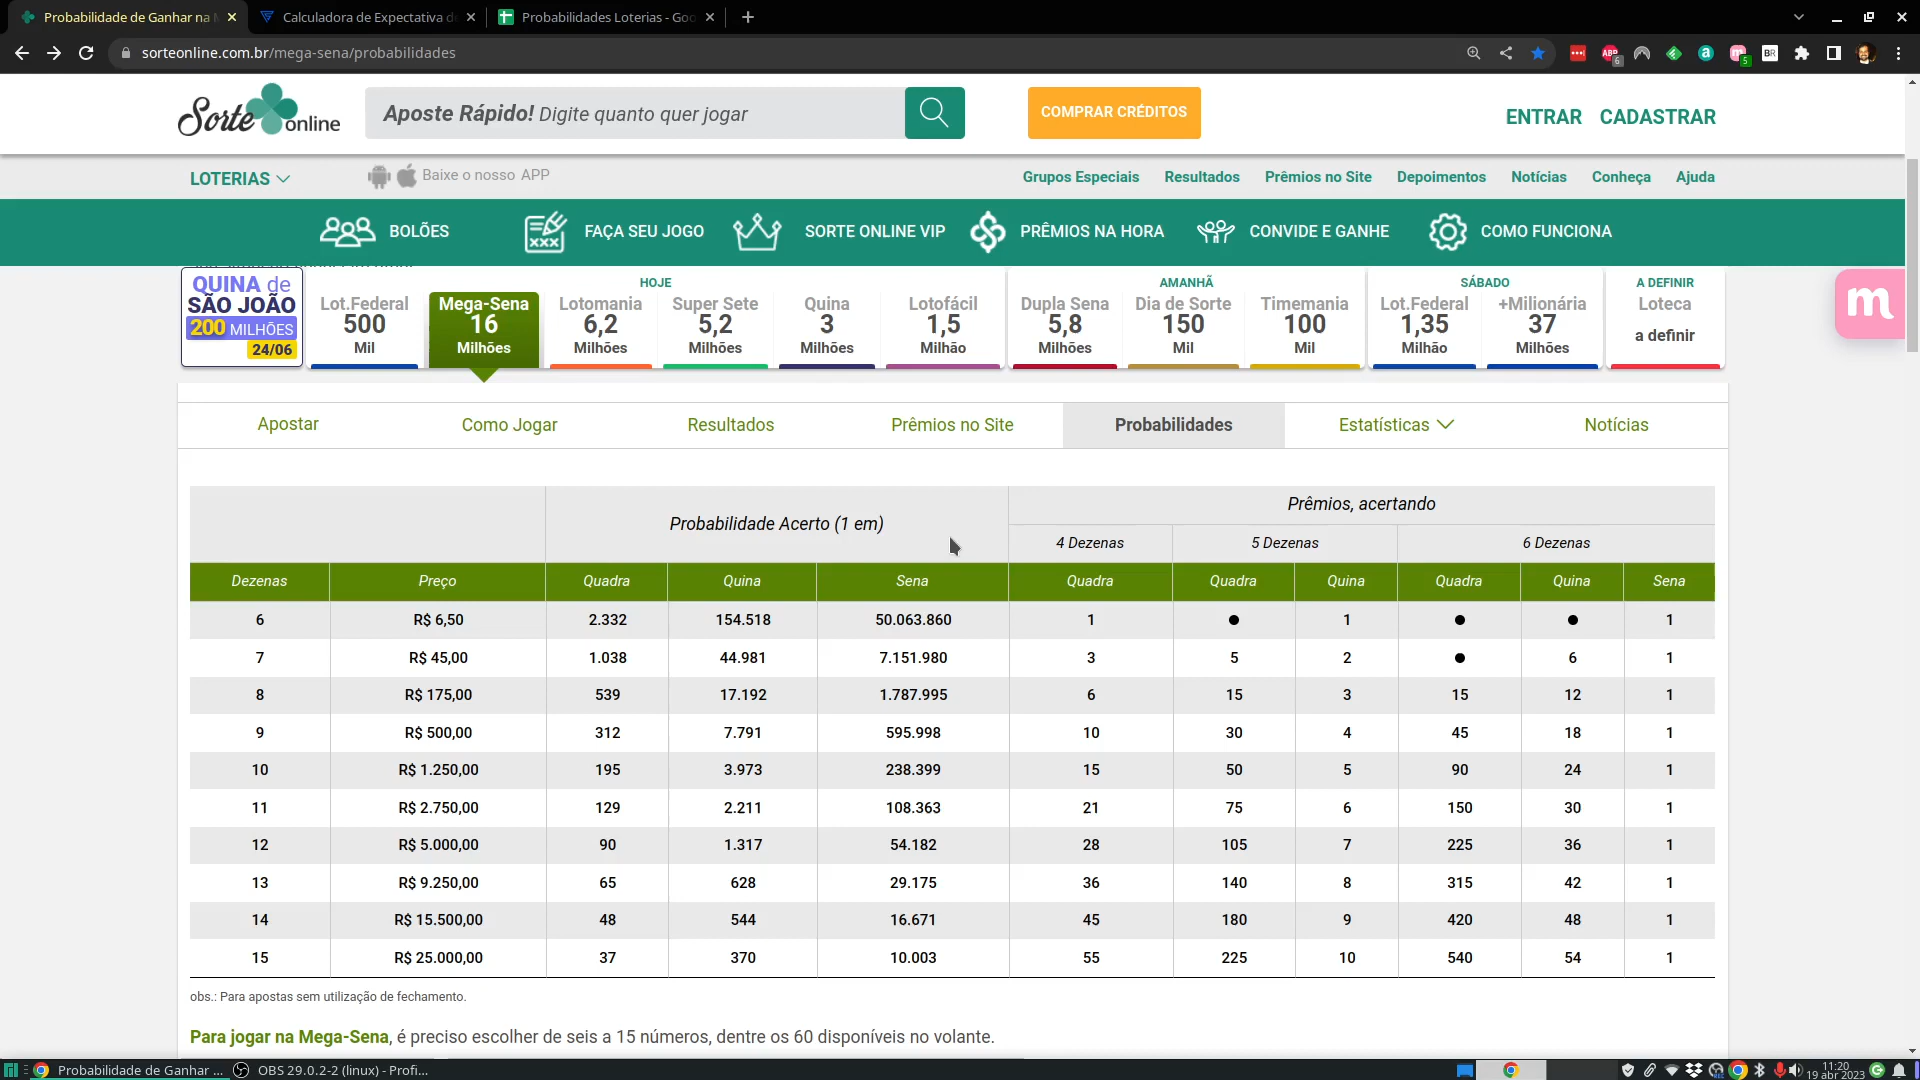 Probabilidade de Ganhar na M
Calculadora de Expectativa d
Probabilidades Loterias - Goo
sorteonline.com.br/mega-sena/probabilidades
Sorte online
Aposte Rápido! Digite quanto quer jogar
COMPRAR CRÉDITOS
ENTRAR CADASTRAR
LOTERIAS
Baixe o nosso APP
Grupos Especiais Resultados Prêmios no Site Depoimentos Notícias Conheça Ajuda
BOLÕES FAÇA SEU JOGO SORTE ONLINE VIP PRÊMIOS NA HORA CONVIDE E GANHE COMO FUNCIONA
QUINA de
SÃO JOÃO
200 MILHÕES
24/06
HOJE AMANHÃ SÁBADO A DEFINIR
Lot.Federal Mega-Sena Lotomania Super Sete Quina Lotofácil Dupla Sena Dia de Sorte Timemania Lot.Federal +Milionária Loteca
500 16 6,2 5,2 3 1,5 5,8 150 100 1,35 37 a definir
Mil Milhões Milhões Milhões Milhões Milhão Milhões Mil Mil Milhão Milhões
m
Apostar Como Jogar Resultados Prêmios no Site Probabilidades Estatísticas Notícias
Probabilidade Acerto (1 em) Prêmios, acertando
4 Dezenas 5 Dezenas 6 Dezenas
Dezenas Preço Quadra Quina Sena Quadra Quadra Quina Quadra Quina Sena
6 R$ 6,50 2.332 154.518 50.063.860 1 ● 1 ● ● 1
7 R$ 45,00 1.038 44.981 7.151.980 3 5 2 ● 6 1
8 R$ 175,00 539 17.192 1.787.995 6 15 3 15 12 1
9 R$ 500,00 312 7.791 595.998 10 30 4 45 18 1
10 R$ 1.250,00 195 3.973 238.399 15 50 5 90 24 1
11 R$ 2.750,00 129 2.211 108.363 21 75 6 150 30 1
12 R$ 5.000,00 90 1.317 54.182 28 105 7 225 36 1
13 R$ 9.250,00 65 628 29.175 36 140 8 315 42 1
14 R$ 15.500,00 48 544 16.671 45 180 9 420 48 1
15 R$ 25.000,00 37 370 10.003 55 225 10 540 54 1
obs.: Para apostas sem utilização de fechamento.
Para jogar na Mega-Sena, é preciso escolher de seis a 15 números, dentre os 60 disponíveis no volante.
Probabilidade de Ganhar ...
OBS 29.0.2-2 (linux) - Profi...
11:20
19 abr 2023